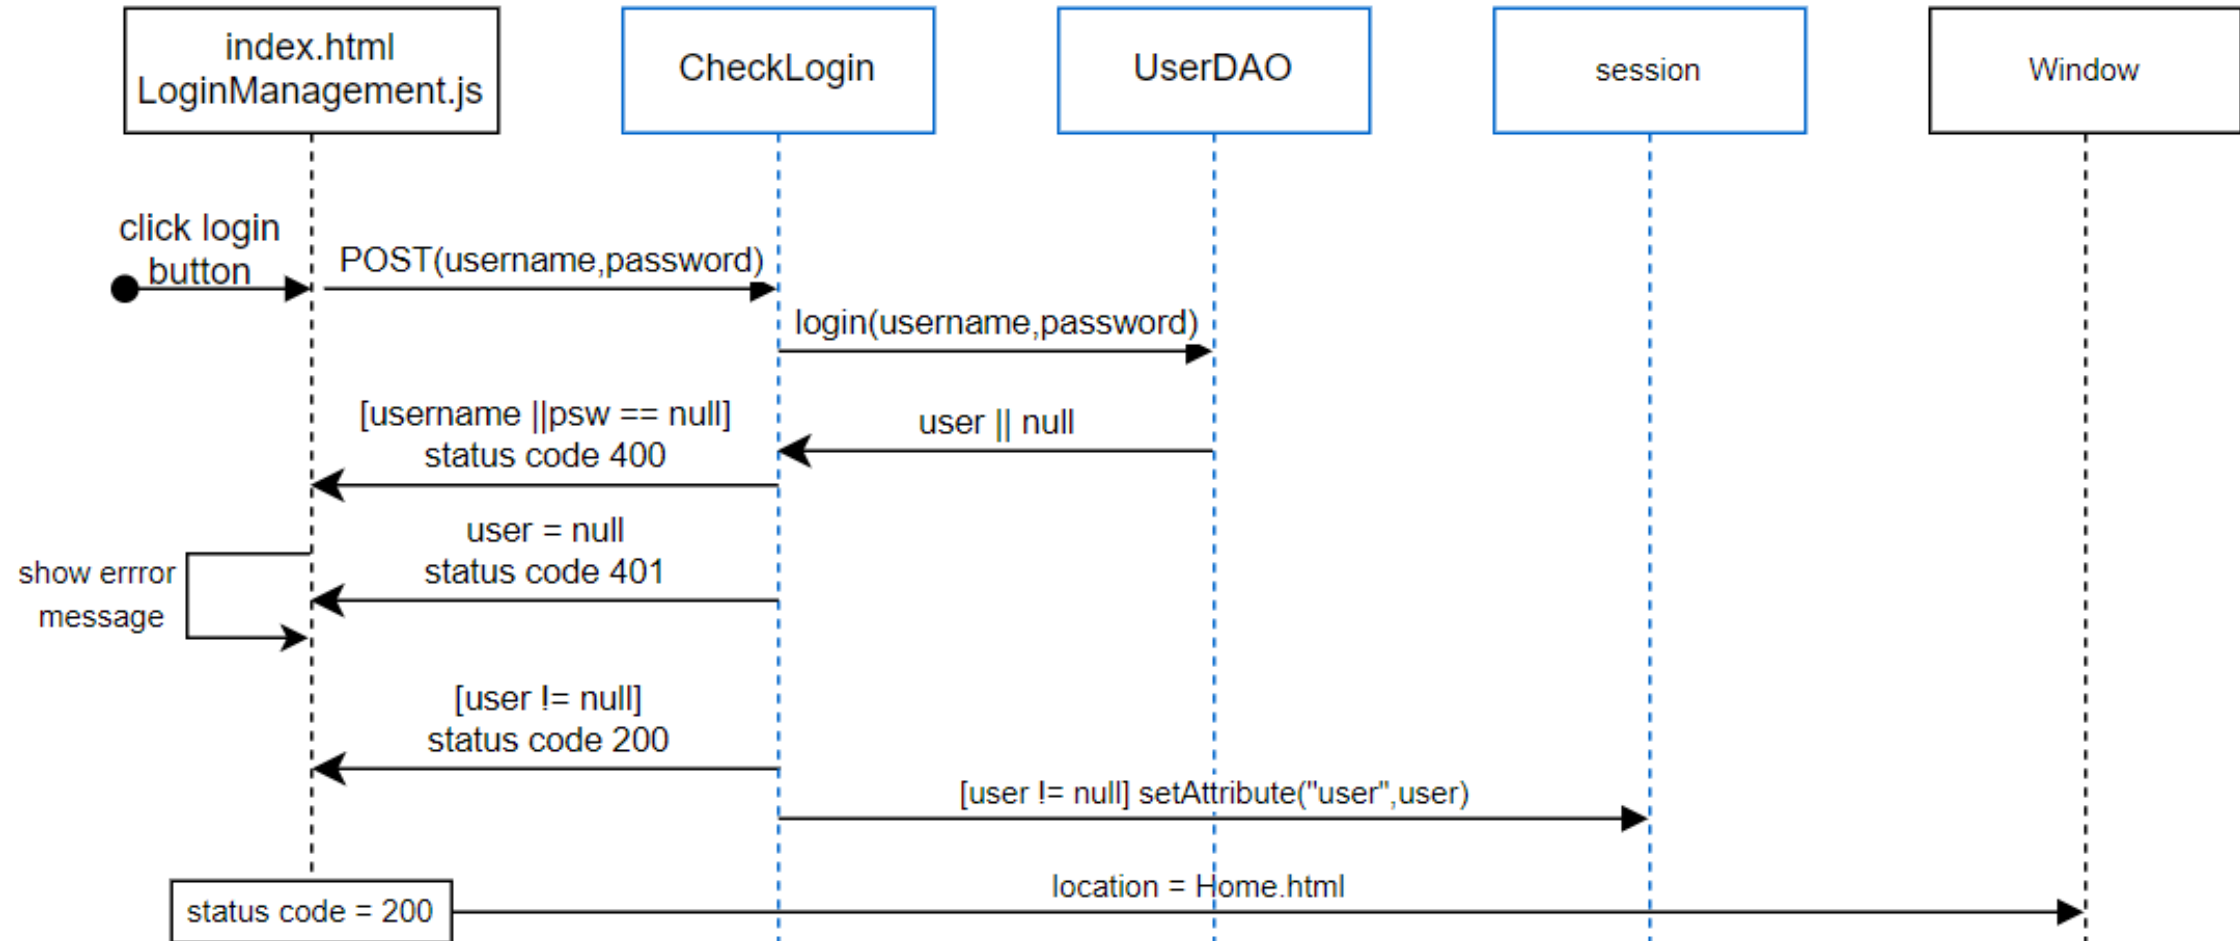 index.html
LoginManagement.js
CheckLogin
UserDAO
session
Window
click login
button
POST(username,password)
login(username,password)
[username ||psw == null]
status code 400
user || null
user = null
status code 401
show errror
message
[user != null]
status code 200
[user != null] setAttribute("user",user)
location = Home.html
status code = 200